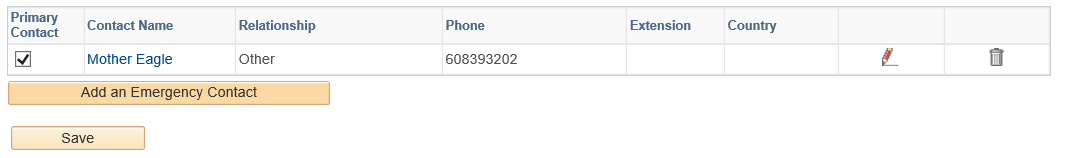 Primary Contact Contact Name Relationship Phone Extension Country
Mother Eagle Other 608393202
Add an Emergency Contact
Save